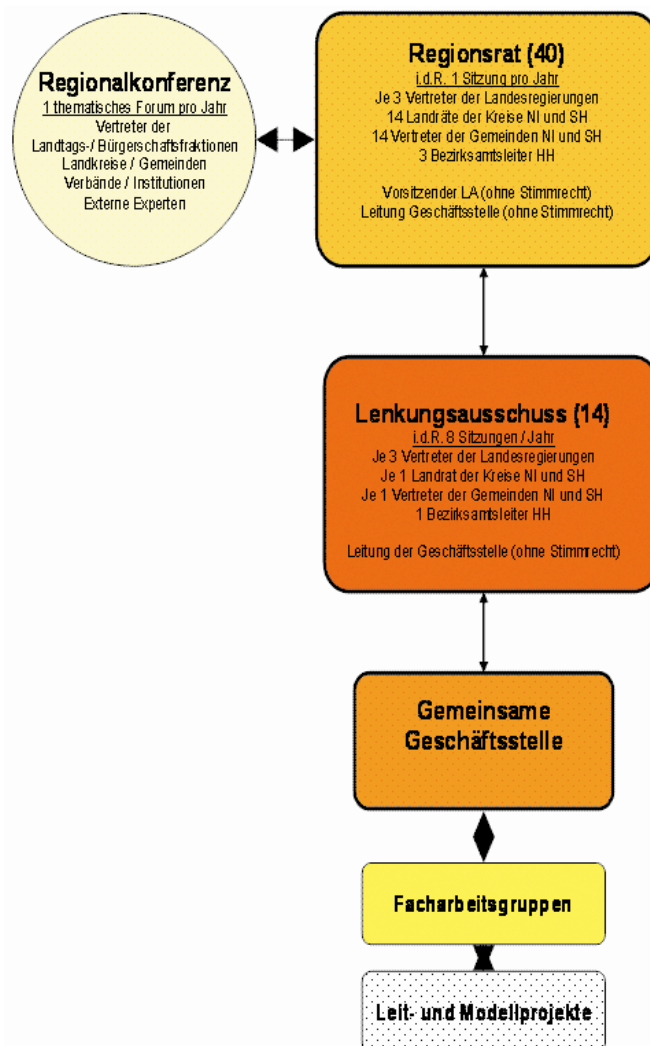 Regionalkonferenz
1 thematisches Forum pro Jahr
Vertreter der
Landtags-/ Bürgerschaftsfraktionen
Landkreise / Gemeinden
Verbände / Institutionen
Externe Experten
Regionsrat (40)
i.d.R. 1 Sitzung pro Jahr
Je 3 Vertreter der Landesregierungen
14 Landräte der Kreise NI und SH
14 Vertreter der Gemeinden NI und SH
3 Bezirksamtsleiter HH
Vorsitzender LA (ohne Stimmrecht)
Leitung Geschäftsstelle (ohne Stimmrecht)
Lenkungsausschuss (14)
i.d.R. 8 Sitzungen / Jahr
Je 3 Vertreter der Landesregierungen
Je 1 Landrat der Kreise NI und SH
Je 1 Vertreter der Gemeinden NI und SH
1 Bezirksamtsleiter HH
Leitung der Geschäftsstelle (ohne Stimmrecht)
Gemeinsame
Geschäftsstelle
Facharbeitsgruppen
Leit- und Modellprojekte